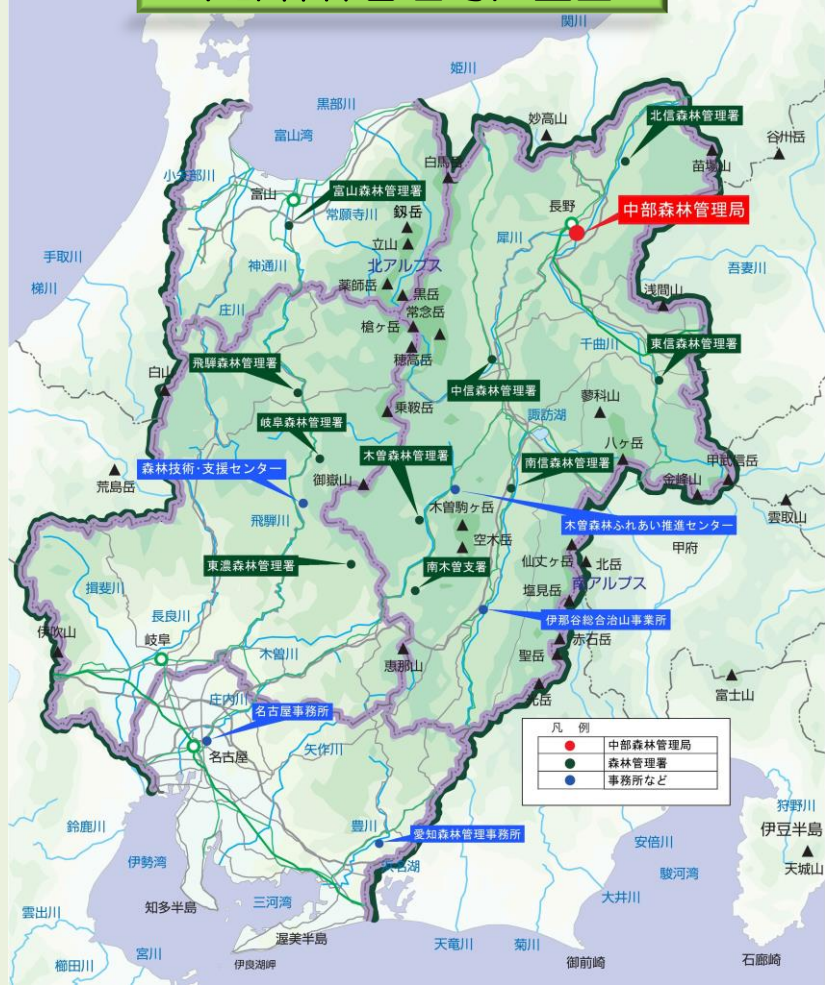 関川
姫川
黒部川
妙高山
北信森林管理署
谷川岳
富山湾
苗場山
小矢部川
富山森林管理署
富山
長野
中部森林管理局
常願寺川
剱岳
立山
犀川
手取川
神通川
北アルプス
吾妻川
梯川
薬師岳
黒岳
浅間山
庄川
常念岳
槍ヶ岳
千曲川
東信森林管理署
穂高岳
飛騨森林管理署
白山
中信森林管理署
乗鞍岳
蓼科山
諏訪湖
岐阜森林管理署
八ヶ岳
木曽森林管理署
南信森林管理署
甲武信岳
森林技術・支援センター
荒島岳
御嶽山
金峰山
木曽駒ヶ岳
雲取山
飛騨川
木曽森林ふれあい推進センター
空木岳
甲府
東濃森林管理署
南木曽支署
仙丈ヶ岳
北岳
揖斐川
南アルプス
塩見岳
長良川
伊那谷総合治山事業所
伊吹山
岐阜
赤石岳
木曽川
恵那山
聖岳
富士山
庄内川
名古屋事務所
凡 例
中部森林管理局
森林管理署
事務所など
矢作川
名古屋
狩野川
鈴鹿川
豊川
愛知森林管理事務所
伊豆半島
安倍川
伊勢湾
駿河湾
天城山
大井川
知多半島
三河湾
雲出川
渥美半島
天竜川
菊川
宮川
御前崎
石廊崎
櫛田川
伊良湖岬